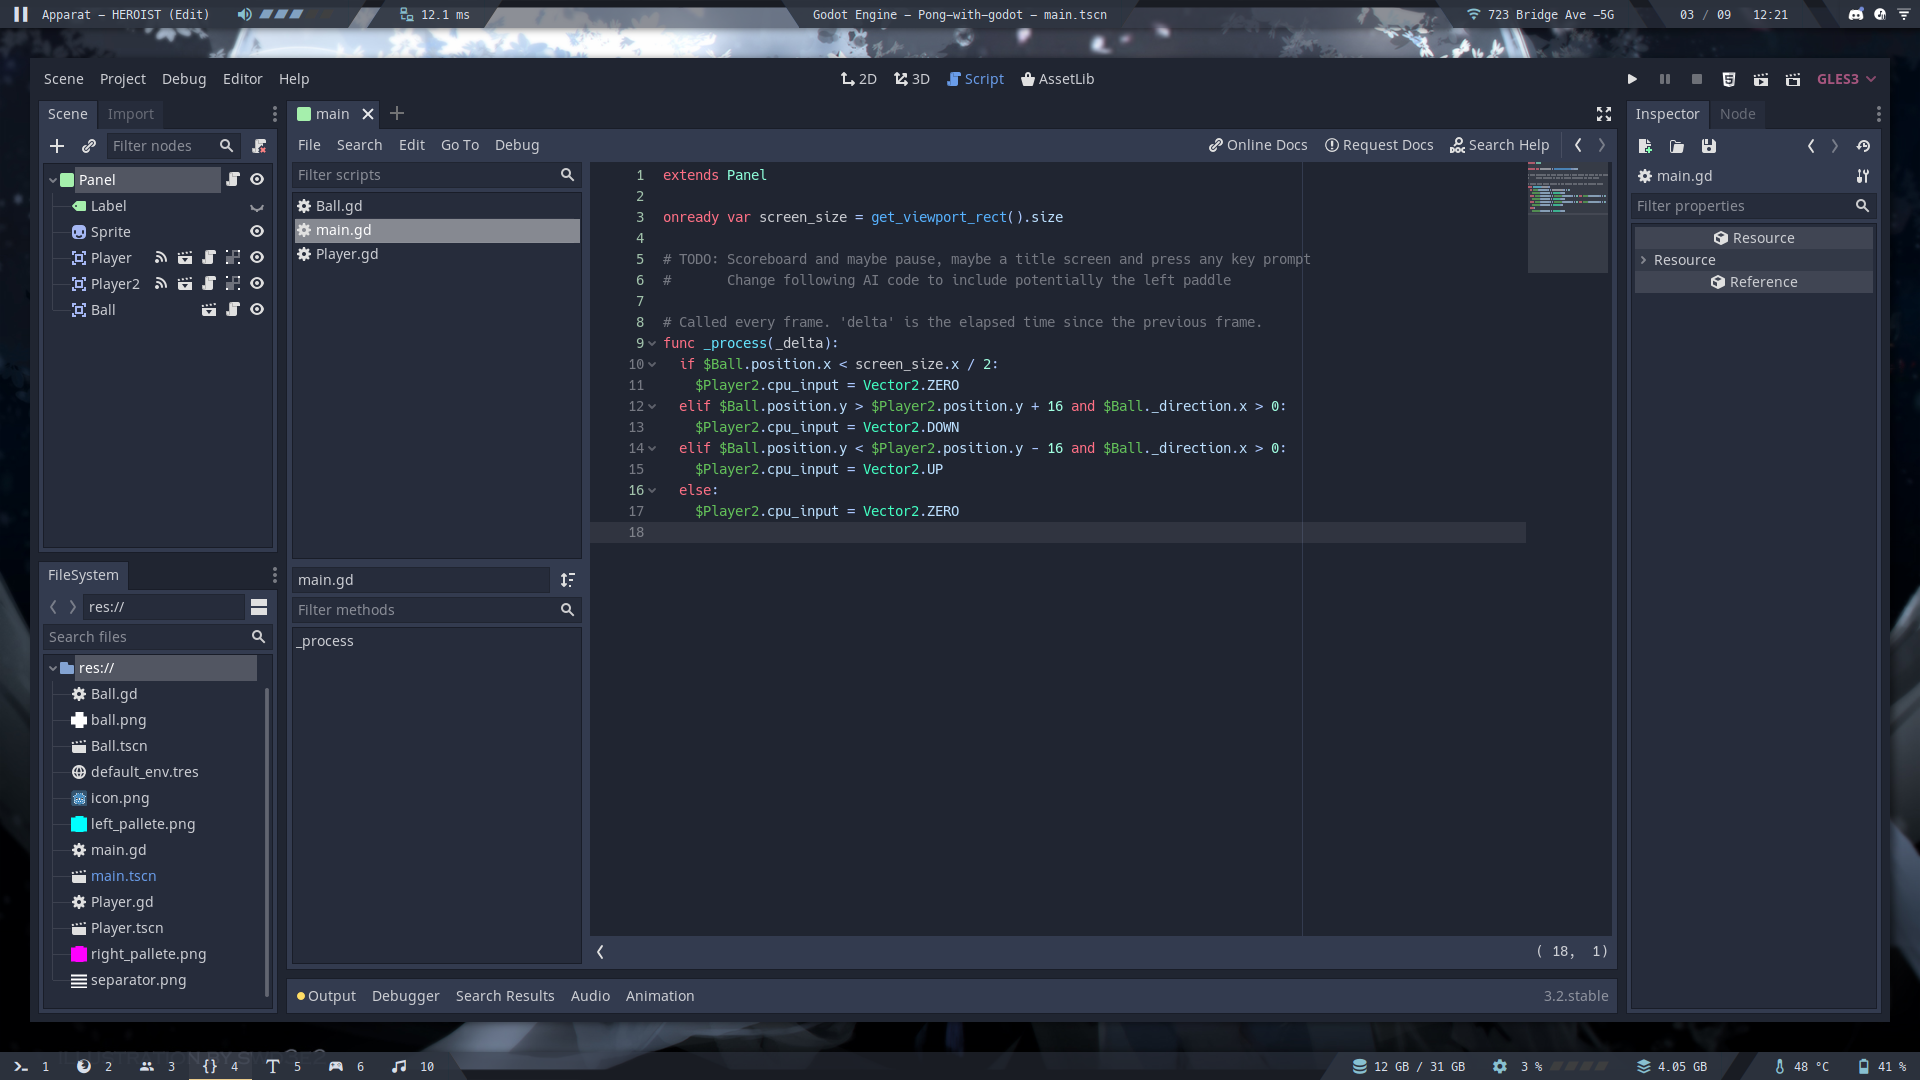 Apparat – HEROIST (Edit)
12.1 ms
Godot Engine – Pong-with-godot – main.tscn
723 Bridge Ave -5G
03 / 09
12:21
Scene Project Debug Editor Help
2D 3D Script AssetLib
GLES3
Scene Import
Filter nodes
Panel
Label
Sprite
Player
Player2
Ball
FileSystem
res://
Search files
res://
Ball.gd
ball.png
Ball.tscn
default_env.tres
icon.png
left_pallete.png
main.gd
main.tscn
Player.gd
Player.tscn
right_pallete.png
separator.png
main
File Search Edit Go To Debug
Online Docs Request Docs Search Help
Filter scripts
Ball.gd
main.gd
Player.gd
main.gd
Filter methods
_process
1 extends Panel
2
3 onready var screen_size = get_viewport_rect().size
4
5 # TODO: Scoreboard and maybe pause, maybe a title screen and press any key prompt
6 #       Change following AI code to include potentially the left paddle
7
8 # Called every frame. 'delta' is the elapsed time since the previous frame.
9 func _process(_delta):
10   if $Ball.position.x < screen_size.x / 2:
11     $Player2.cpu_input = Vector2.ZERO
12   elif $Ball.position.y > $Player2.position.y + 16 and $Ball._direction.x > 0:
13     $Player2.cpu_input = Vector2.DOWN
14   elif $Ball.position.y < $Player2.position.y - 16 and $Ball._direction.x > 0:
15     $Player2.cpu_input = Vector2.UP
16   else:
17     $Player2.cpu_input = Vector2.ZERO
18
( 18,  1)
Output Debugger Search Results Audio Animation
3.2.stable
Inspector Node
main.gd
Filter properties
Resource
Resource
Reference
1 2 3 {} 4 T 5 6 10
12 GB / 31 GB
3 %
4.05 GB
48 °C
41 %